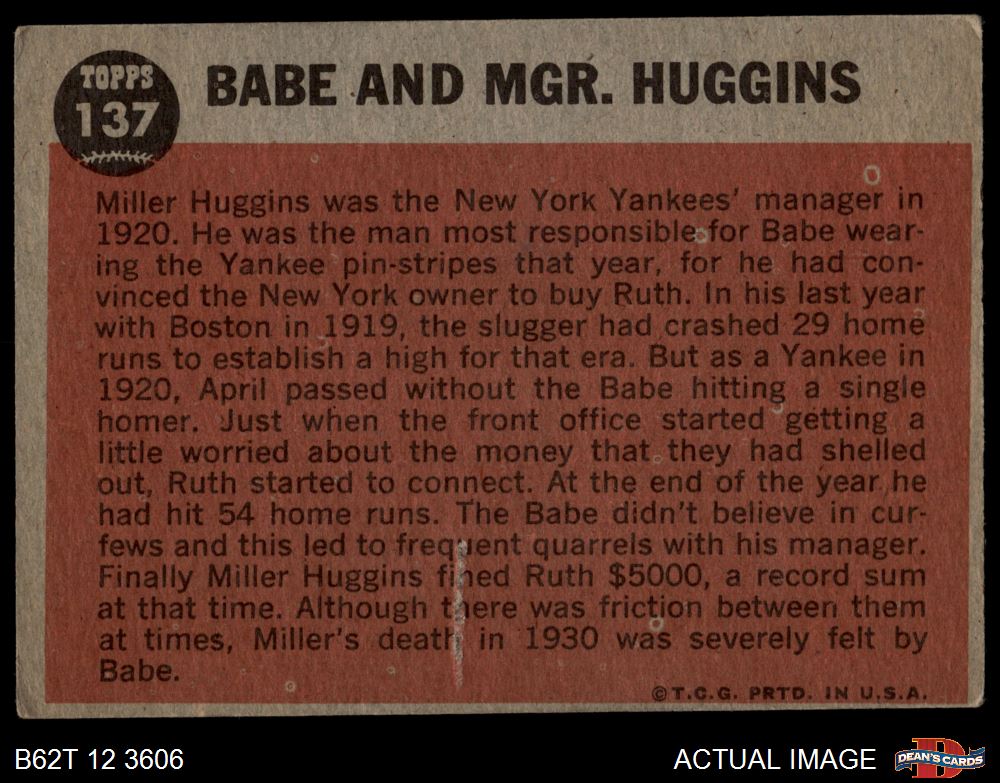 TOPPS
137
BABE AND MGR. HUGGINS
Miller Huggins was the New York Yankees' manager in
1920. He was the man most responsible for Babe wear-
ing the Yankee pin-stripes that year, for he had con-
vinced the New York owner to buy Ruth. In his last year
with Boston in 1919, the slugger had crashed 29 home
runs to establish a high for that era. But as a Yankee in
1920, April passed without the Babe hitting a single
homer. Just when the front office started getting a
little worried about the money that they had shelled
out, Ruth started to connect. At the end of the year he
had hit 54 home runs. The Babe didn't believe in cur-
fews and this led to frequent quarrels with his manager.
Finally Miller Huggins fined Ruth $5000, a record sum
at that time. Although there was friction between them
at times, Miller's death in 1930 was severely felt by
Babe.
©T.C.G. PRTD. IN U.S.A.
B62T 12 3606
ACTUAL IMAGE
D
DEAN'S CARDS